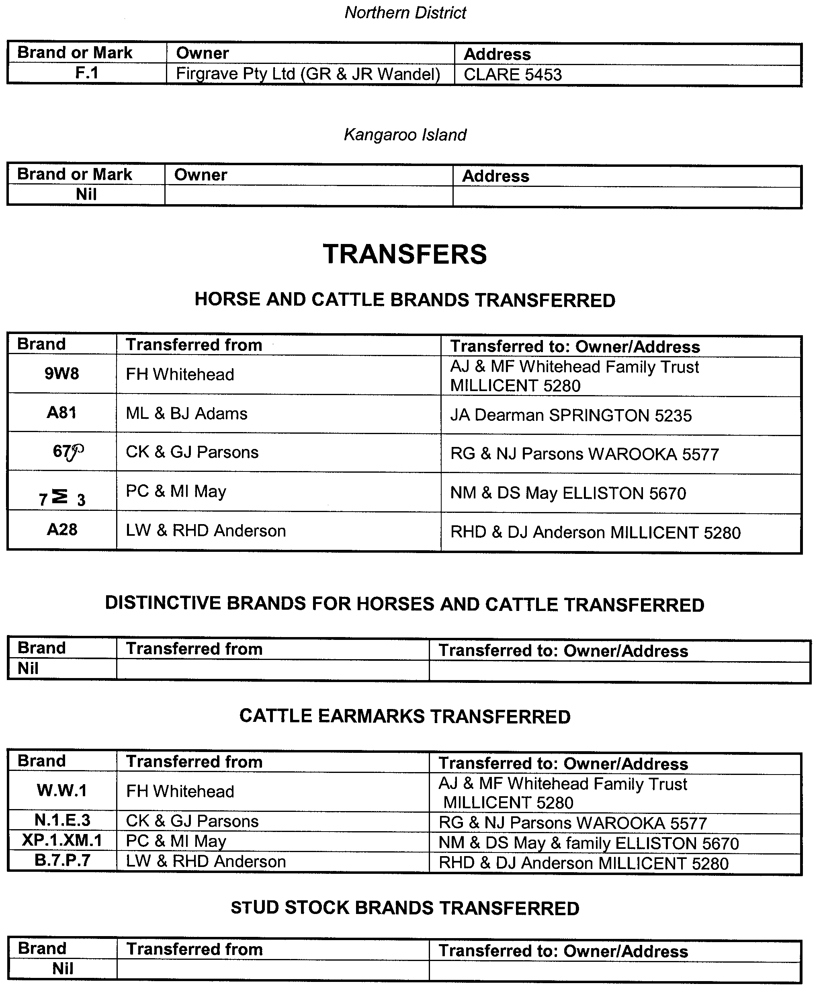 Northern District
Brand or Mark Owner Address
F.1 Firgrave Pty Ltd (GR & JR Wandel) CLARE 5453
Kangaroo Island
Brand or Mark Owner Address
Nil
TRANSFERS
HORSE AND CATTLE BRANDS TRANSFERRED
Brand Transferred from Transferred to: Owner/Address
9W8 FH Whitehead AJ & MF Whitehead Family Trust
MILLICENT 5280
A81 ML & BJ Adams JA Dearman SPRINGTON 5235
67P CK & GJ Parsons RG & NJ Parsons WAROOKA 5577
7 3 PC & MI May NM & DS May ELLISTON 5670
A28 LW & RHD Anderson RHD & DJ Anderson MILLICENT 5280
DISTINCTIVE BRANDS FOR HORSES AND CATTLE TRANSFERRED
Brand Transferred from Transferred to: Owner/Address
Nil
CATTLE EARMARKS TRANSFERRED
Brand Transferred from Transferred to: Owner/Address
W.W.1 FH Whitehead AJ & MF Whitehead Family Trust
MILLICENT 5280
N.1.E.3 CK & GJ Parsons RG & NJ Parsons WAROOKA 5577
XP.1.XM.1 PC & MI May NM & DS May & family ELLISTON 5670
B.7.P.7 LW & RHD Anderson RHD & DJ Anderson MILLICENT 5280
STUD STOCK BRANDS TRANSFERRED
Brand Transferred from Transferred to: Owner/Address
Nil